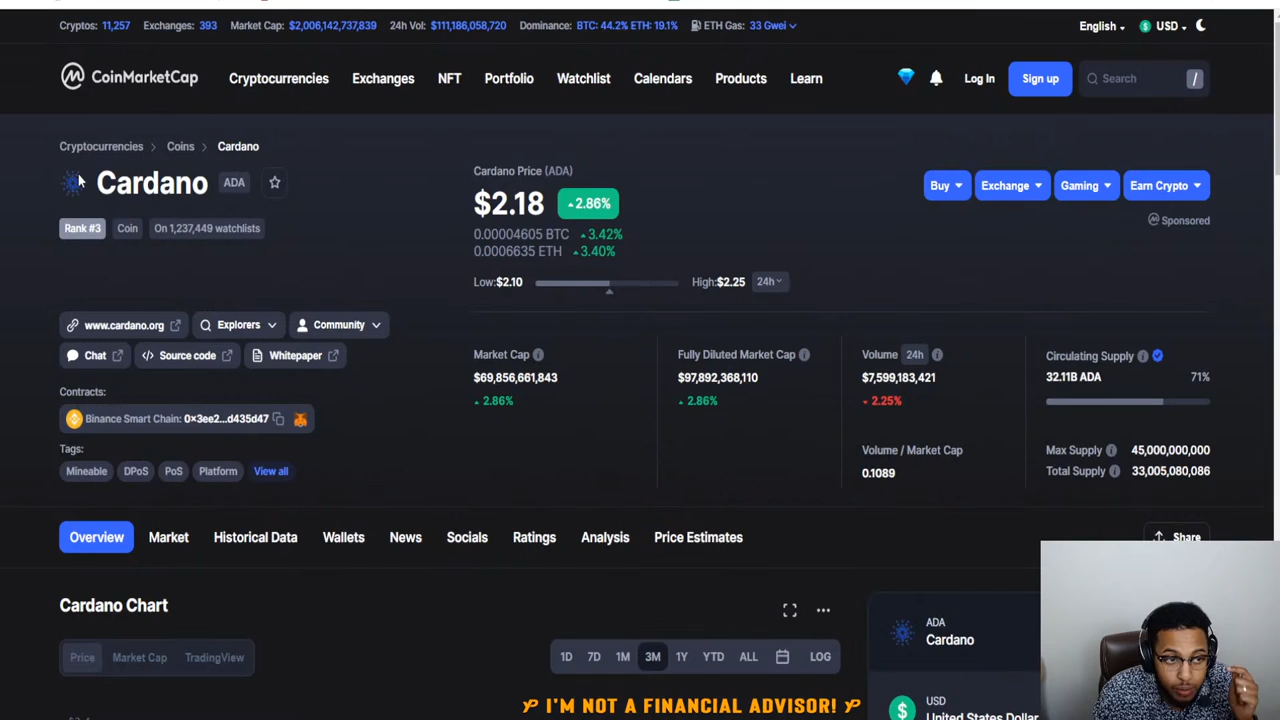 Cryptos: 11,257 Exchanges: 393 Market Cap: $2,006,142,737,839 24h Vol: $111,186,058,720 Dominance: BTC: 44.2% ETH: 19.1% ETH Gas: 33 Gwei English USD
CoinMarketCap Cryptocurrencies Exchanges NFT Portfolio Watchlist Calendars Products Learn Log In Sign up Search /
Cryptocurrencies Coins Cardano
Cardano ADA
Rank #3 Coin On 1,237,449 watchlists
Cardano Price (ADA)
$2.18 2.86%
0.00004605 BTC 3.42%
0.0006635 ETH 3.40%
Low: $2.10 High: $2.25 24h
Buy Exchange Gaming Earn Crypto
Sponsored
www.cardano.org Explorers Community
Chat Source code Whitepaper
Contracts:
Binance Smart Chain: 0x3ee2...d435d47
Tags:
Mineable DPoS PoS Platform View all
Market Cap
$69,856,661,843
2.86%
Fully Diluted Market Cap
$97,892,368,110
2.86%
Volume 24h
$7,599,183,421
2.25%
Volume / Market Cap
0.1089
Circulating Supply
32.11B ADA 71%
Max Supply 45,000,000,000
Total Supply 33,005,080,086
Overview Market Historical Data Wallets News Socials Ratings Analysis Price Estimates Share
Cardano Chart
Price Market Cap TradingView 1D 7D 1M 3M 1Y YTD ALL LOG
ADA
Cardano
USD
United States Dollar
I'M NOT A FINANCIAL ADVISOR!